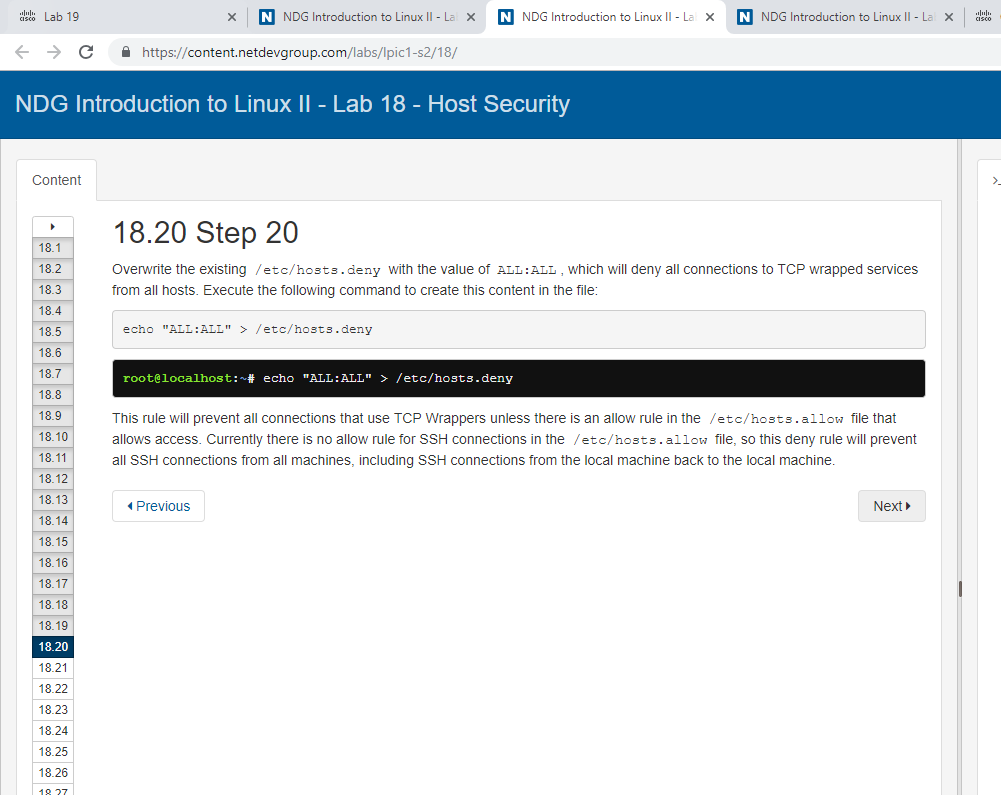 Lab 19
NDG Introduction to Linux II - La
NDG Introduction to Linux II - La
NDG Introduction to Linux II - La
https://content.netdevgroup.com/labs/lpic1-s2/18/
NDG Introduction to Linux II - Lab 18 - Host Security
Content
18.1
18.2
18.3
18.4
18.5
18.6
18.7
18.8
18.9
18.10
18.11
18.12
18.13
18.14
18.15
18.16
18.17
18.18
18.19
18.20
18.21
18.22
18.23
18.24
18.25
18.26
18.27
18.20 Step 20
Overwrite the existing /etc/hosts.deny with the value of ALL:ALL, which will deny all connections to TCP wrapped services
from all hosts. Execute the following command to create this content in the file:
echo "ALL:ALL" > /etc/hosts.deny
root@localhost:~# echo "ALL:ALL" > /etc/hosts.deny
This rule will prevent all connections that use TCP Wrappers unless there is an allow rule in the /etc/hosts.allow file that
allows access. Currently there is no allow rule for SSH connections in the /etc/hosts.allow file, so this deny rule will prevent
all SSH connections from all machines, including SSH connections from the local machine back to the local machine.
Previous
Next